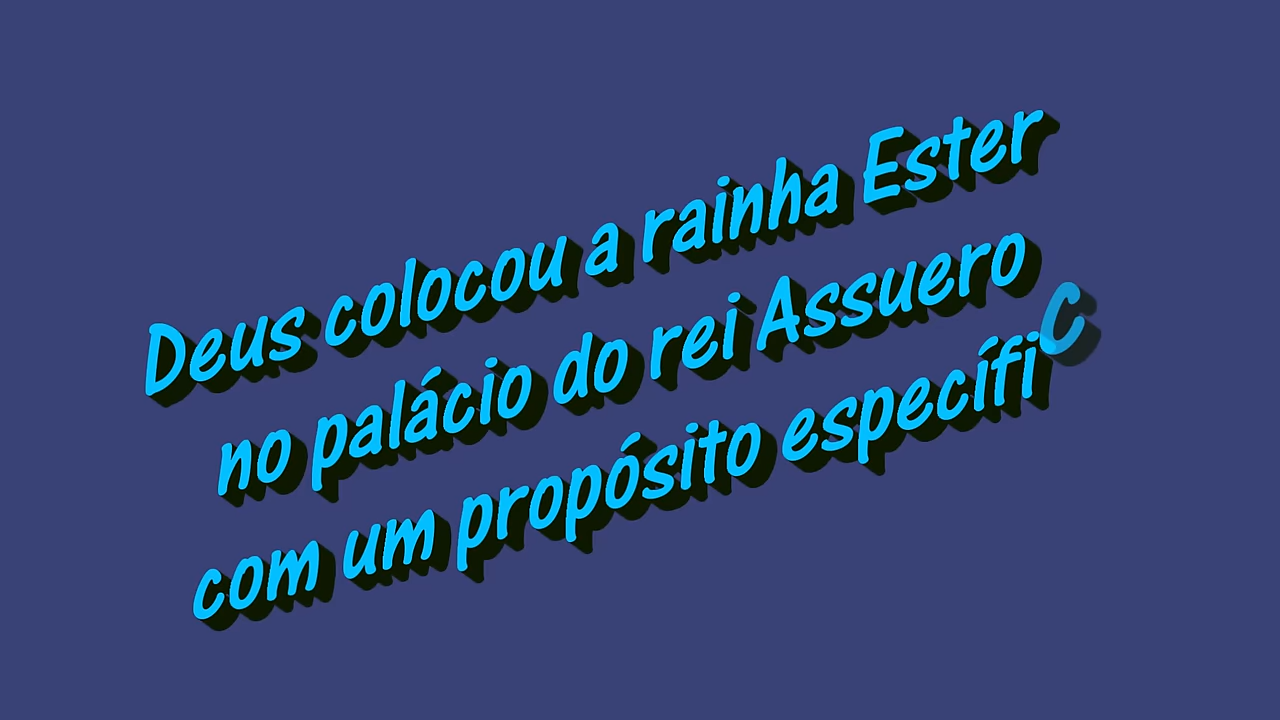 Deus colocou a rainha Ester
no palácio do rei Assuero
com um propósito específic